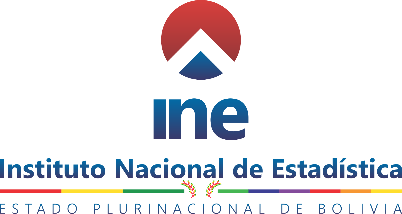 ine
Instituto Nacional de Estadística
ESTADO PLURINACIONAL DE BOLIVIA